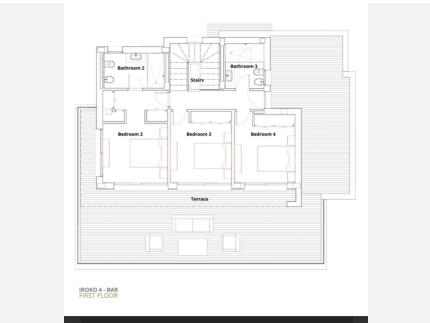 Bathroom 2
Bathroom 3
Stairs
Bedroom 2
Bedroom 3
Bedroom 4
Terrace
IROKO 4 - BAR
FIRST FLOOR